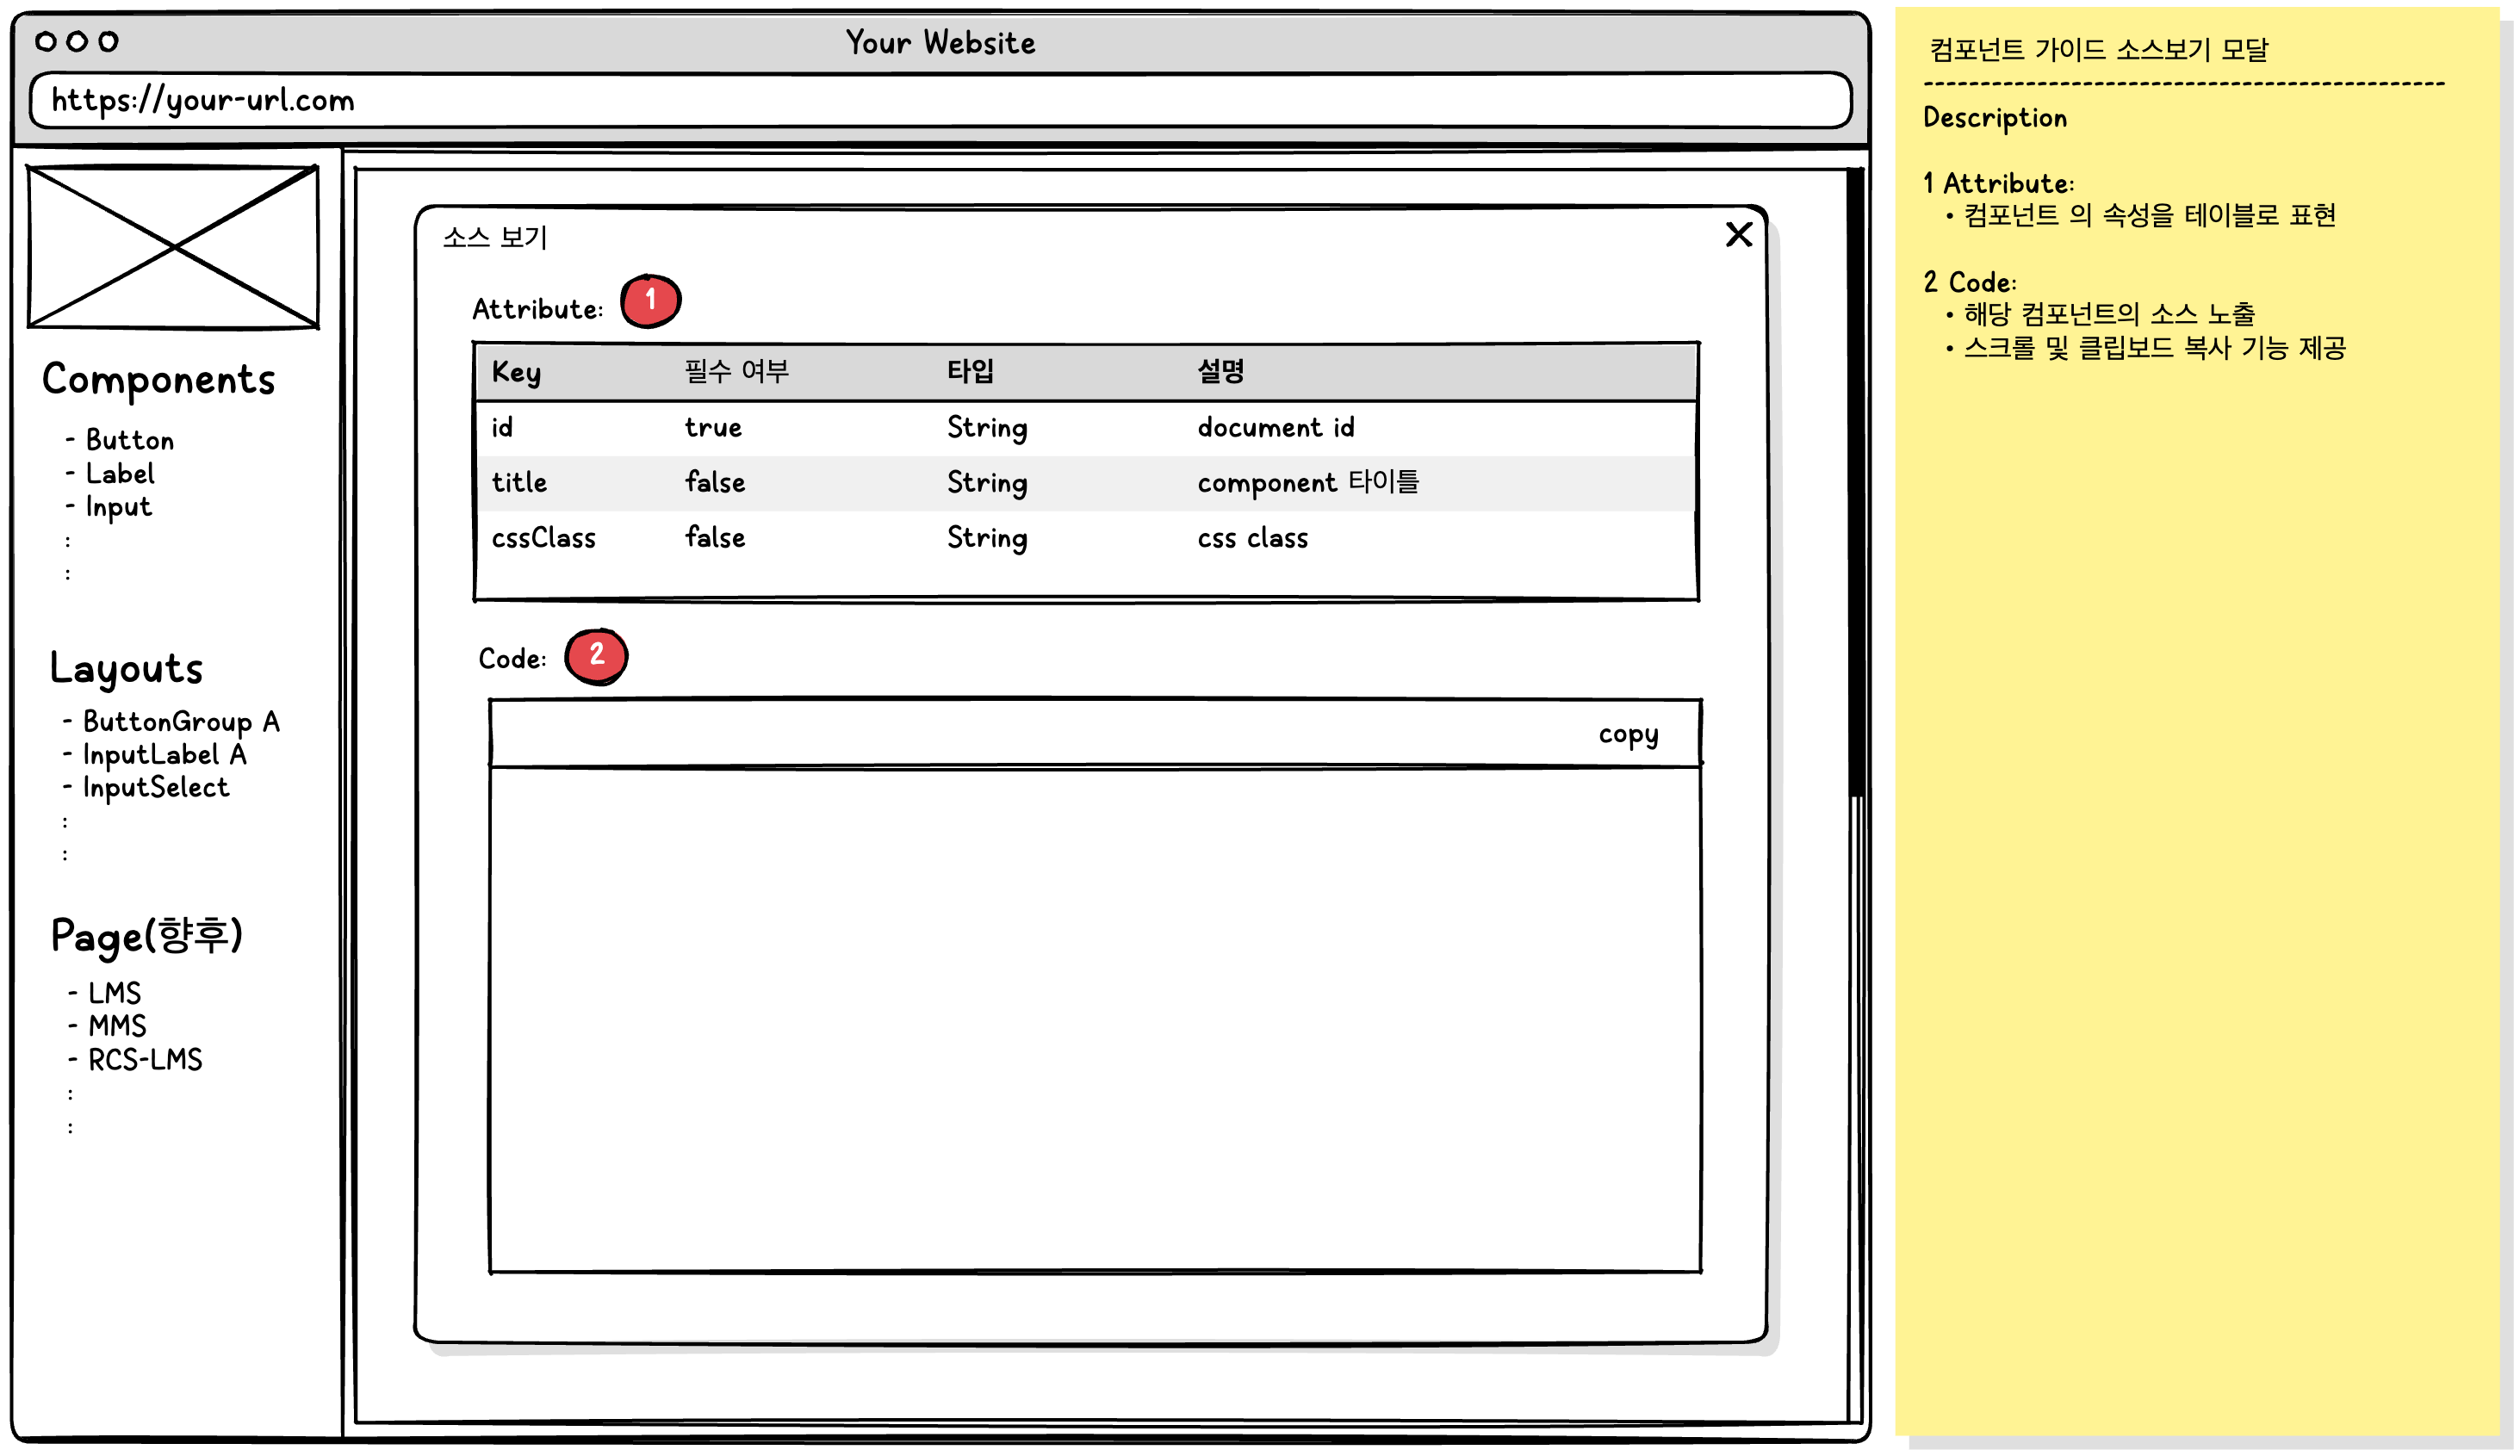 Your Website
https://your-url.com
Components
- Button
- Label
- Input
:
:
Layouts
- ButtonGroup A
- InputLabel A
- InputSelect
:
:
Page(향후)
- LMS
- MMS
- RCS-LMS
:
:
소스 보기
Attribute: 1
Key 필수 여부 타입 설명
id true String document id
title false String component 타이틀
cssClass false String css class
Code: 2
copy
컴포넌트 가이드 소스보기 모달
----------------------------------------------
Description
1 Attribute:
• 컴포넌트 의 속성을 테이블로 표현
2 Code:
• 해당 컴포넌트의 소스 노출
• 스크롤 및 클립보드 복사 기능 제공